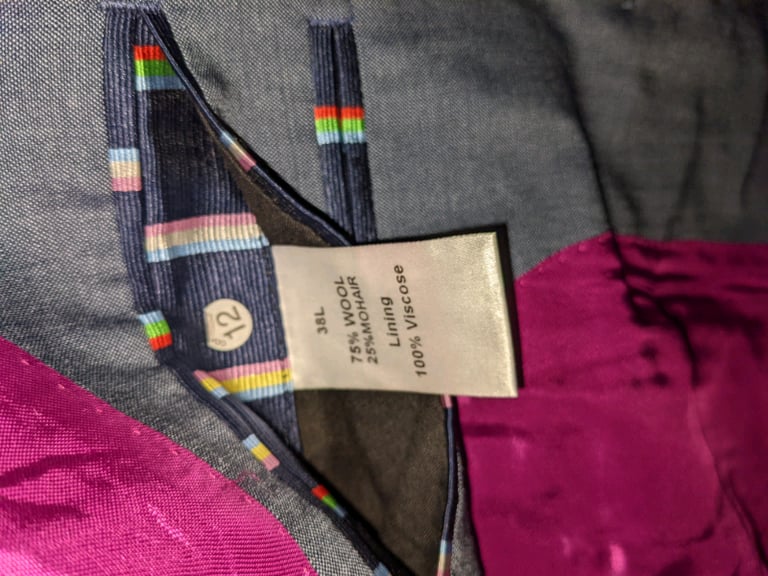 38L
75% WOOL
25%MOHAIR
Lining
100% Viscose
12